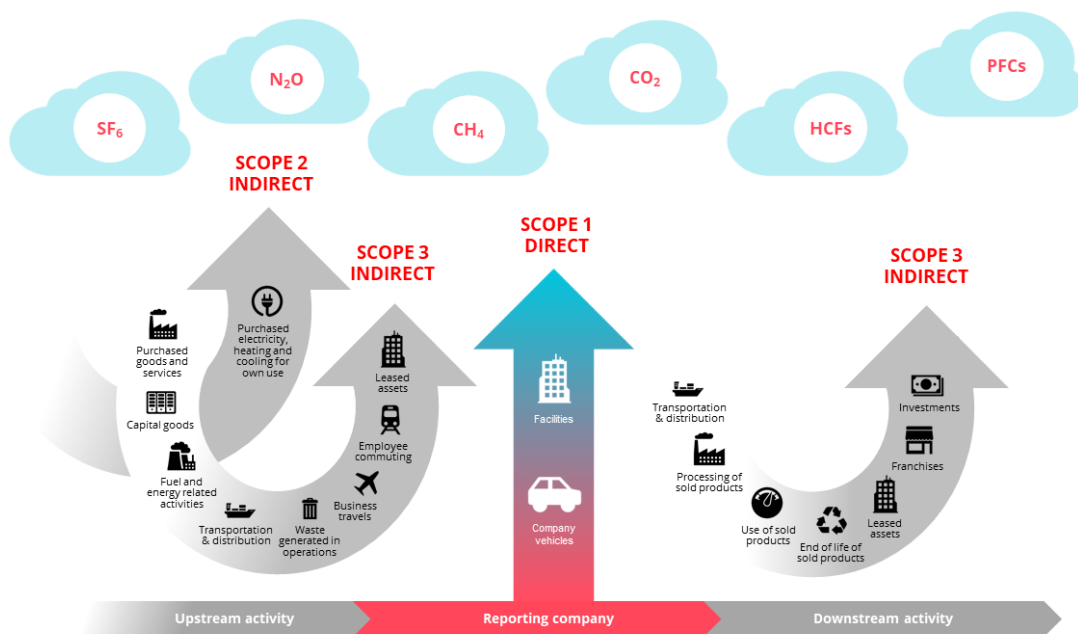 SF₆
N₂O
CH₄
CO₂
HCFs
PFCs
SCOPE 2
INDIRECT
SCOPE 3
INDIRECT
SCOPE 1
DIRECT
SCOPE 3
INDIRECT
Purchased
goods and
services
Capital goods
Fuel and
energy related
activities
Transportation
& distribution
Waste
generated in
operations
Business
travels
Employee
commuting
Leased
assets
Purchased
electricity,
heating and
cooling for
own use
Facilities
Company
vehicles
Transportation
& distribution
Processing of
sold products
Use of sold
products
End of life of
sold products
Leased
assets
Franchises
Investments
Upstream activity
Reporting company
Downstream activity